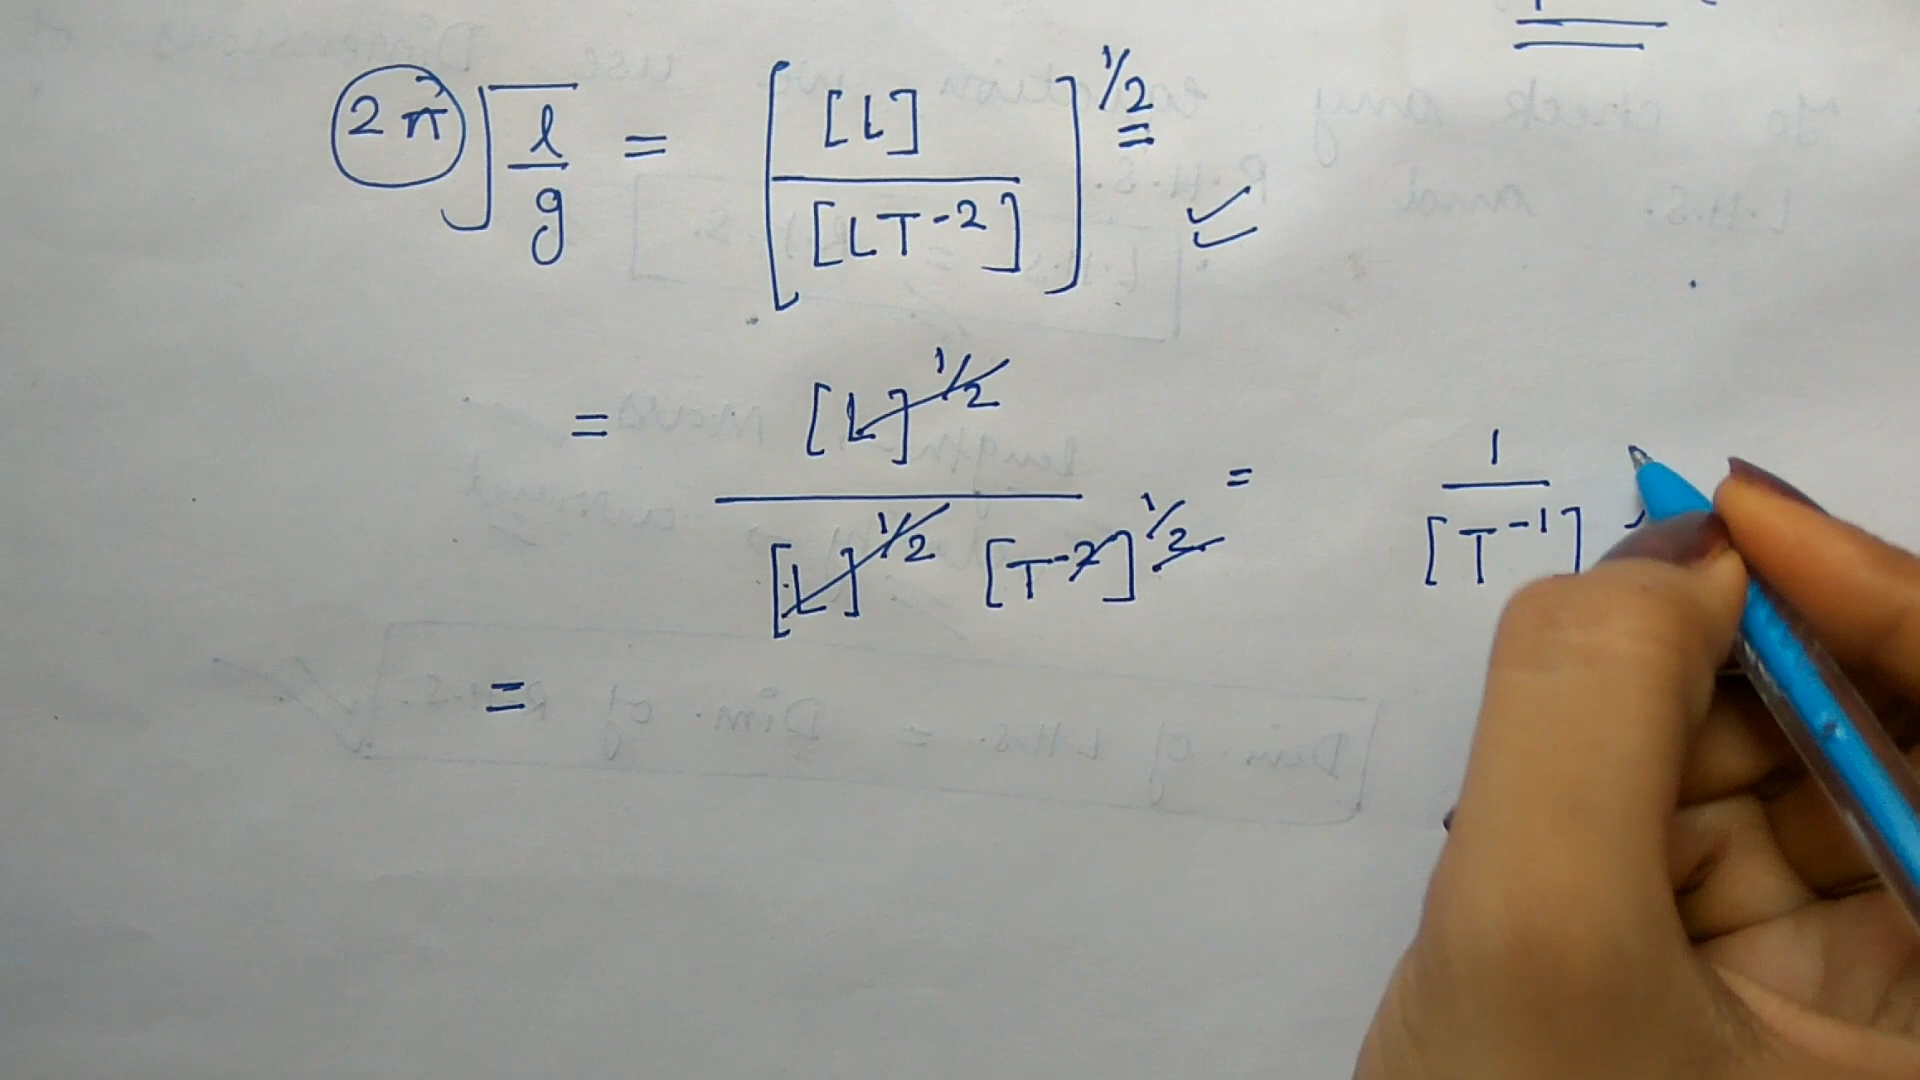 2π √(l/g) = [ [L] / [LT⁻²] ]^1/2
= [L]^1/2 / [L]^1/2 [T⁻²]^1/2 = 1 / [T⁻¹]
=